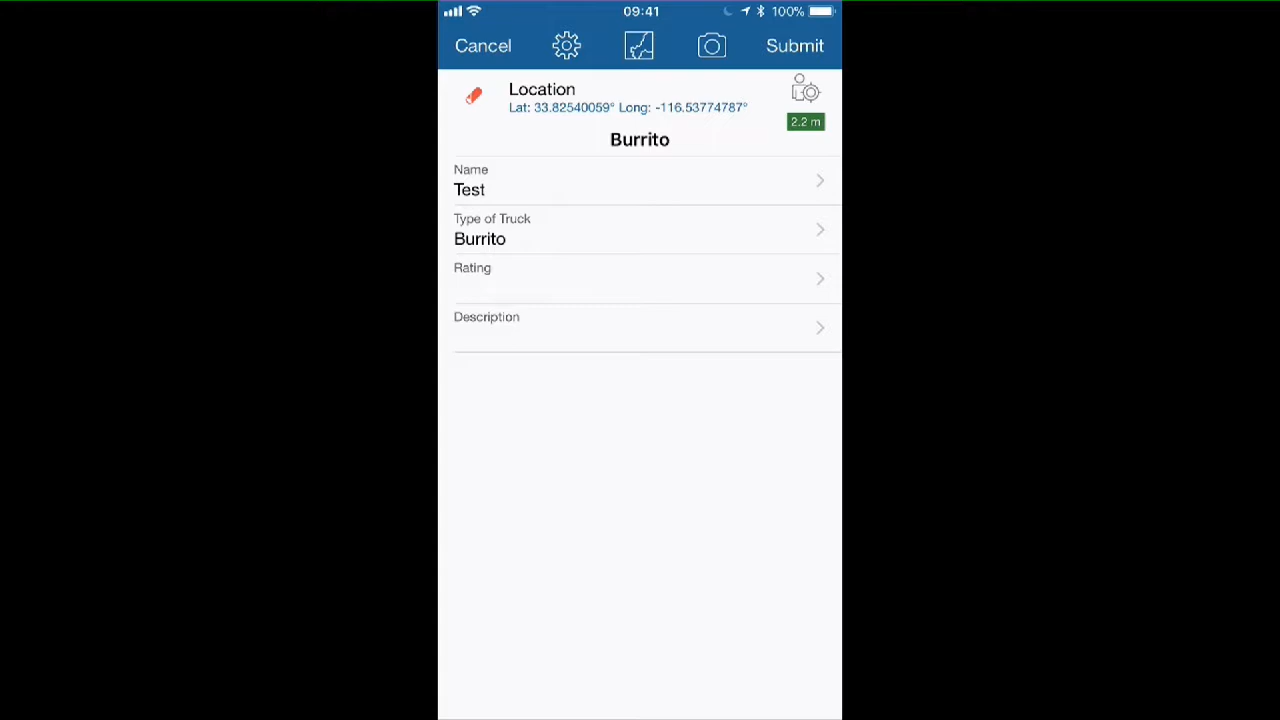 09:41
100%
Cancel
Submit
Location
Lat: 33.82540059° Long: -116.53774787°
2.2 m
Burrito
Name
Test
Type of Truck
Burrito
Rating
Description